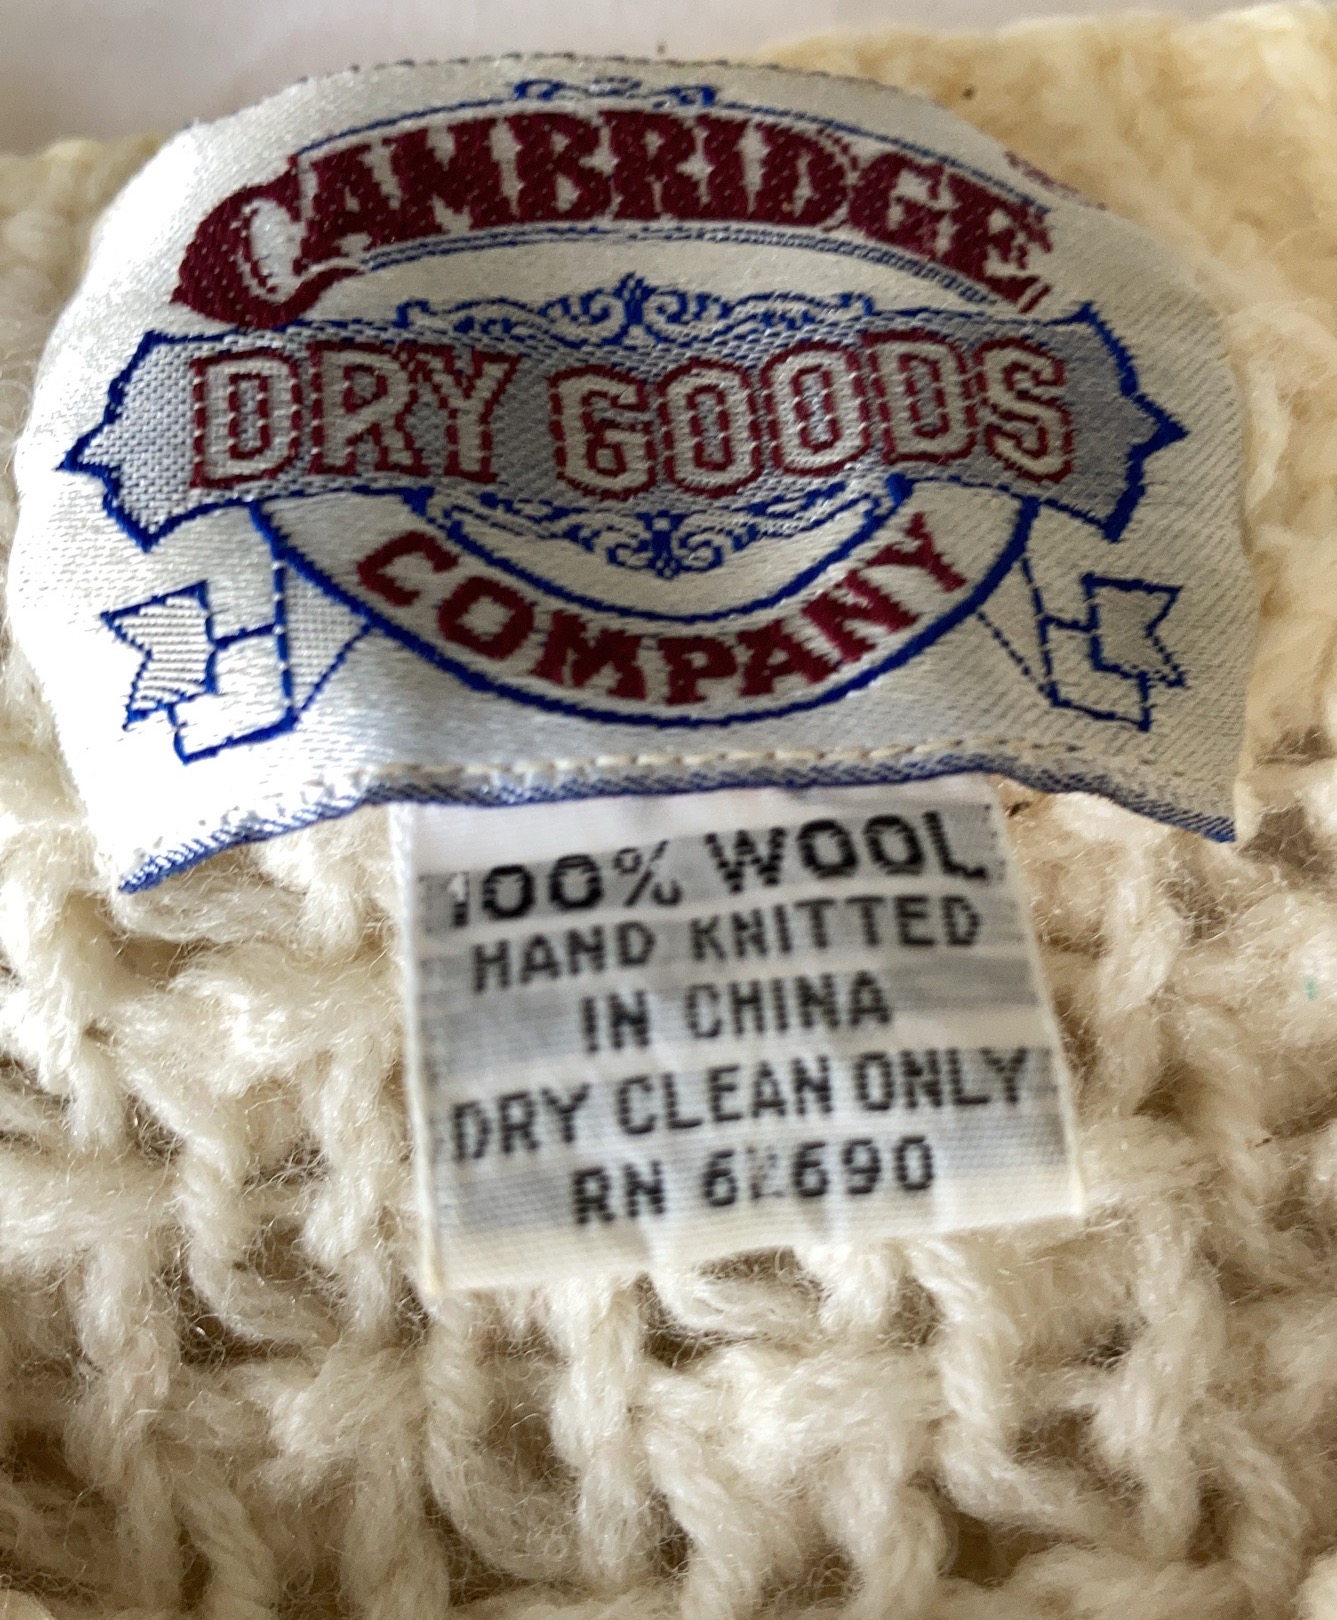 CAMBRIDGE
DRY GOODS
COMPANY
100% WOOL
HAND KNITTED
IN CHINA
DRY CLEAN ONLY
RN